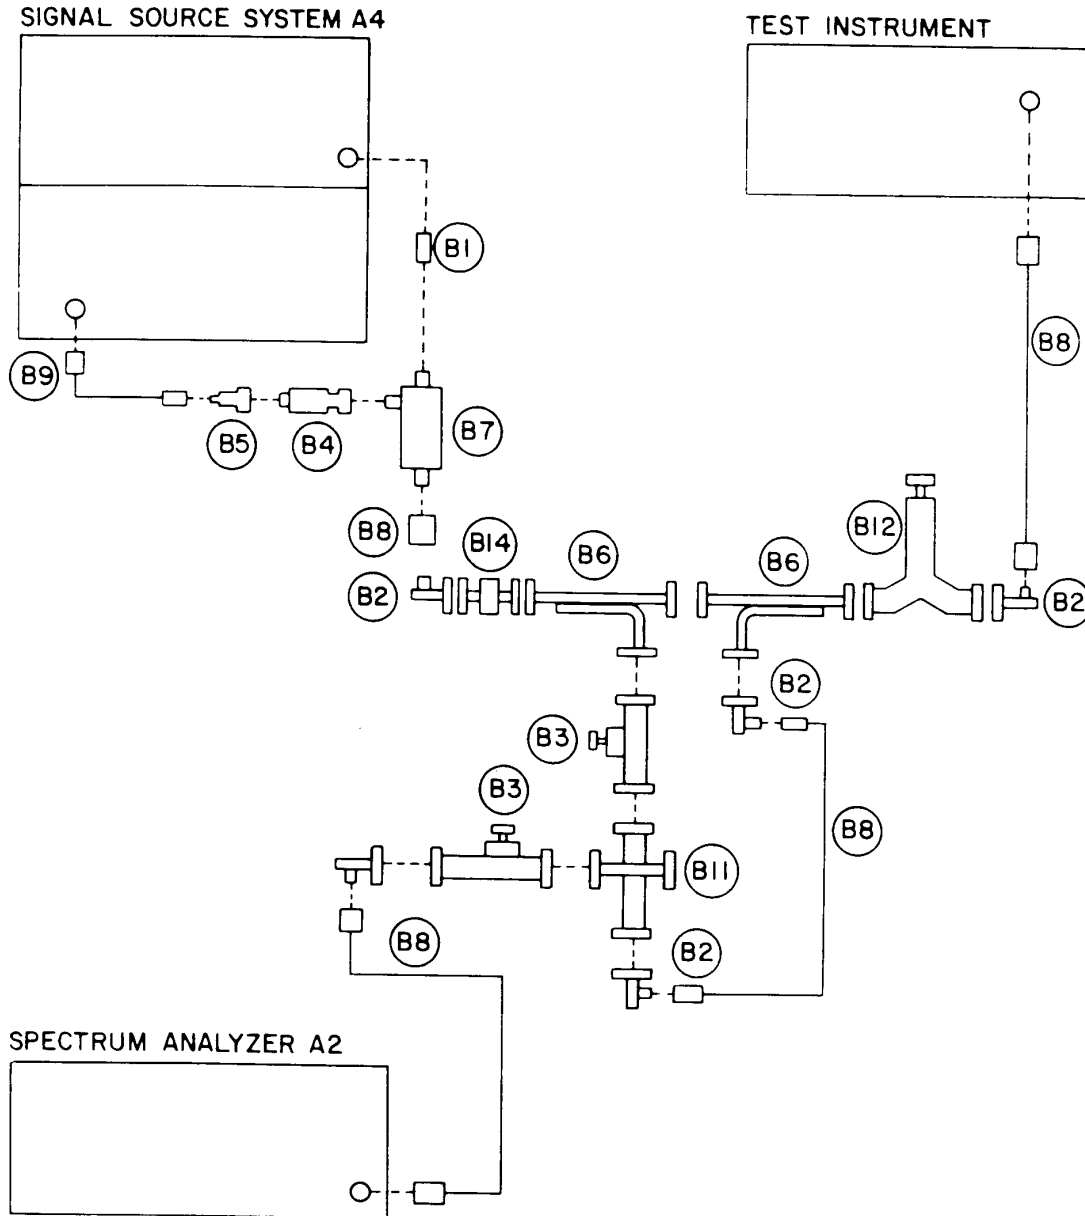 SIGNAL SOURCE SYSTEM A4
TEST INSTRUMENT
B1
B8
B9
B5
B4
B7
B8
B14
B6
B6
B12
B2
B2
B2
B3
B3
B8
B11
B8
B2
SPECTRUM ANALYZER A2